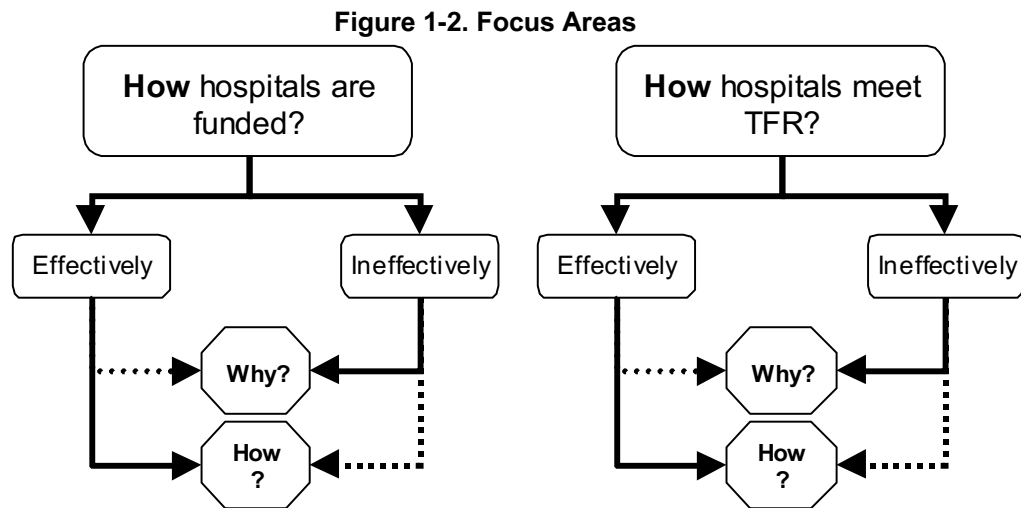 Figure 1-2. Focus Areas
How hospitals are
funded?
How hospitals meet
TFR?
Effectively
Ineffectively
Effectively
Ineffectively
Why?
Why?
How
?
How
?